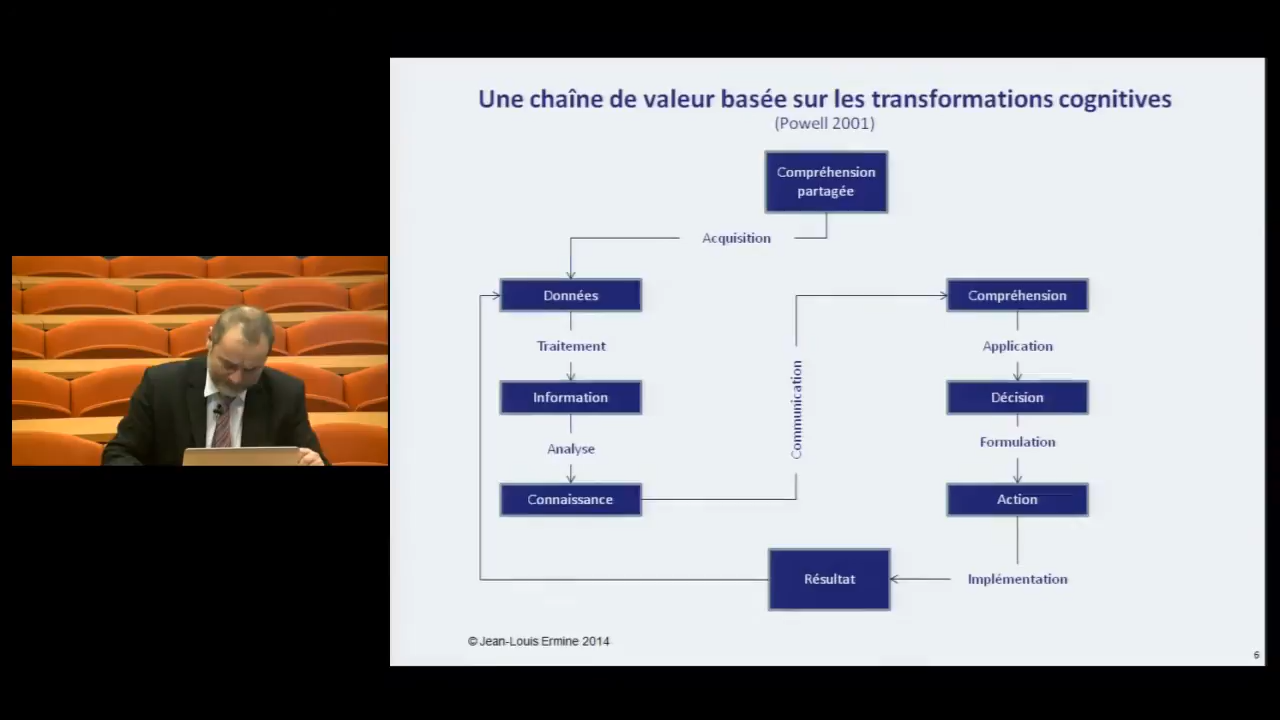 Une chaîne de valeur basée sur les transformations cognitives
(Powell 2001)
Compréhension
partagée
Acquisition
Données
Traitement
Information
Analyse
Connaissance
Communication
Compréhension
Application
Décision
Formulation
Action
Implémentation
Résultat
© Jean-Louis Ermine 2014
6